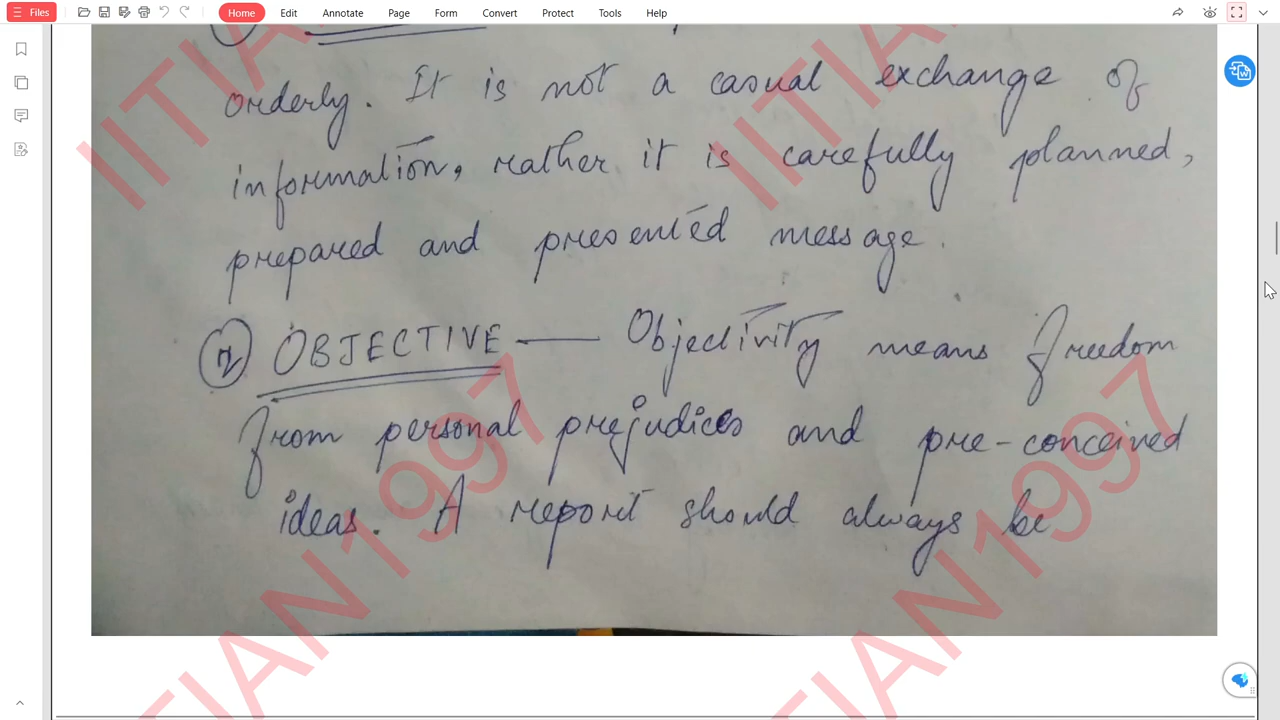 Files
Home Edit Annotate Page Form Convert Protect Tools Help
orderly. It is not a casual exchange of
information, rather it is carefully planned,
prepared and presented message.
2 OBJECTIVE — Objectivity means freedom
from personal prejudices and pre-conceived
ideas. A report should always be
IITIAN1997